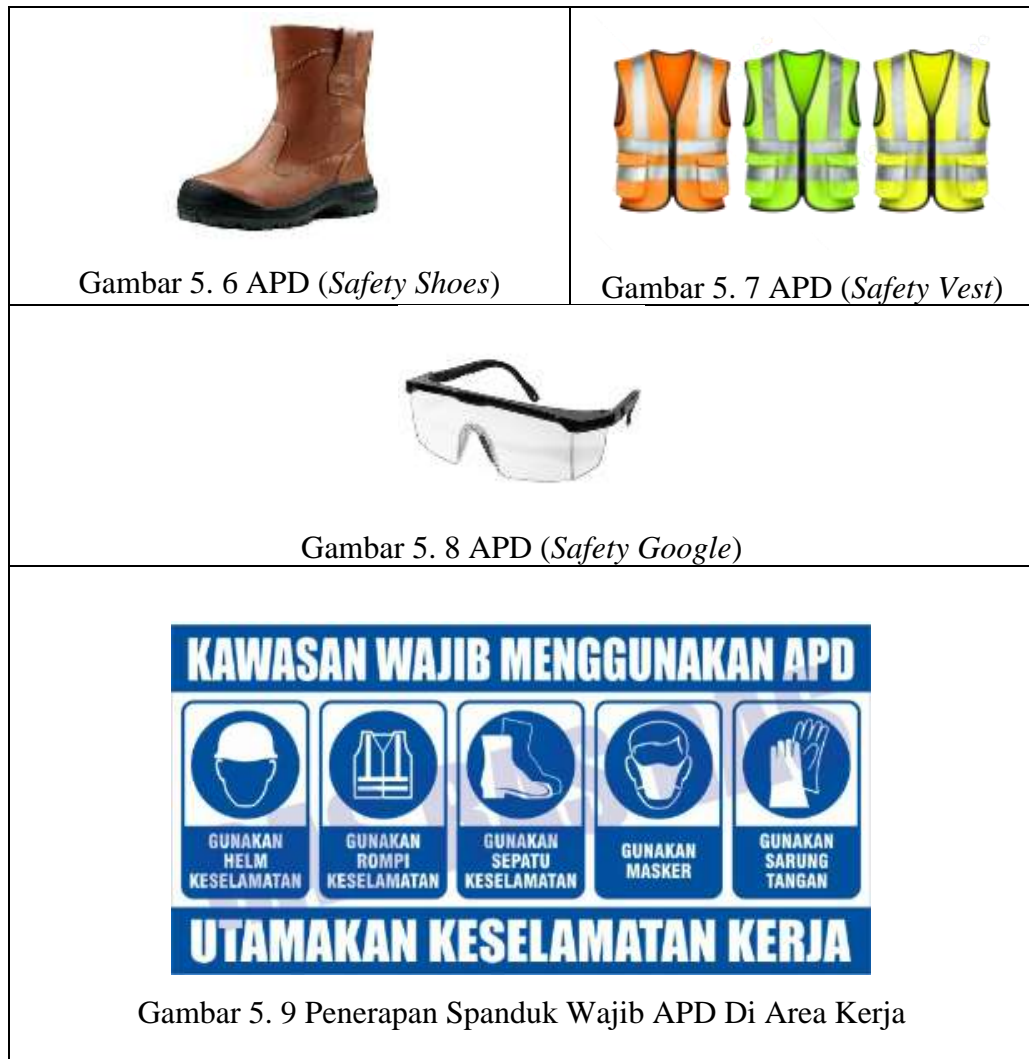 Gambar 5. 6 APD (Safety Shoes)
Gambar 5. 7 APD (Safety Vest)
Gambar 5. 8 APD (Safety Google)
KAWASAN WAJIB MENGGUNAKAN APD
GUNAKAN
HELM
KESELAMATAN
GUNAKAN
ROMPI
KESELAMATAN
GUNAKAN
SEPATU
KESELAMATAN
GUNAKAN
MASKER
GUNAKAN
SARUNG
TANGAN
UTAMAKAN KESELAMATAN KERJA
Gambar 5. 9 Penerapan Spanduk Wajib APD Di Area Kerja